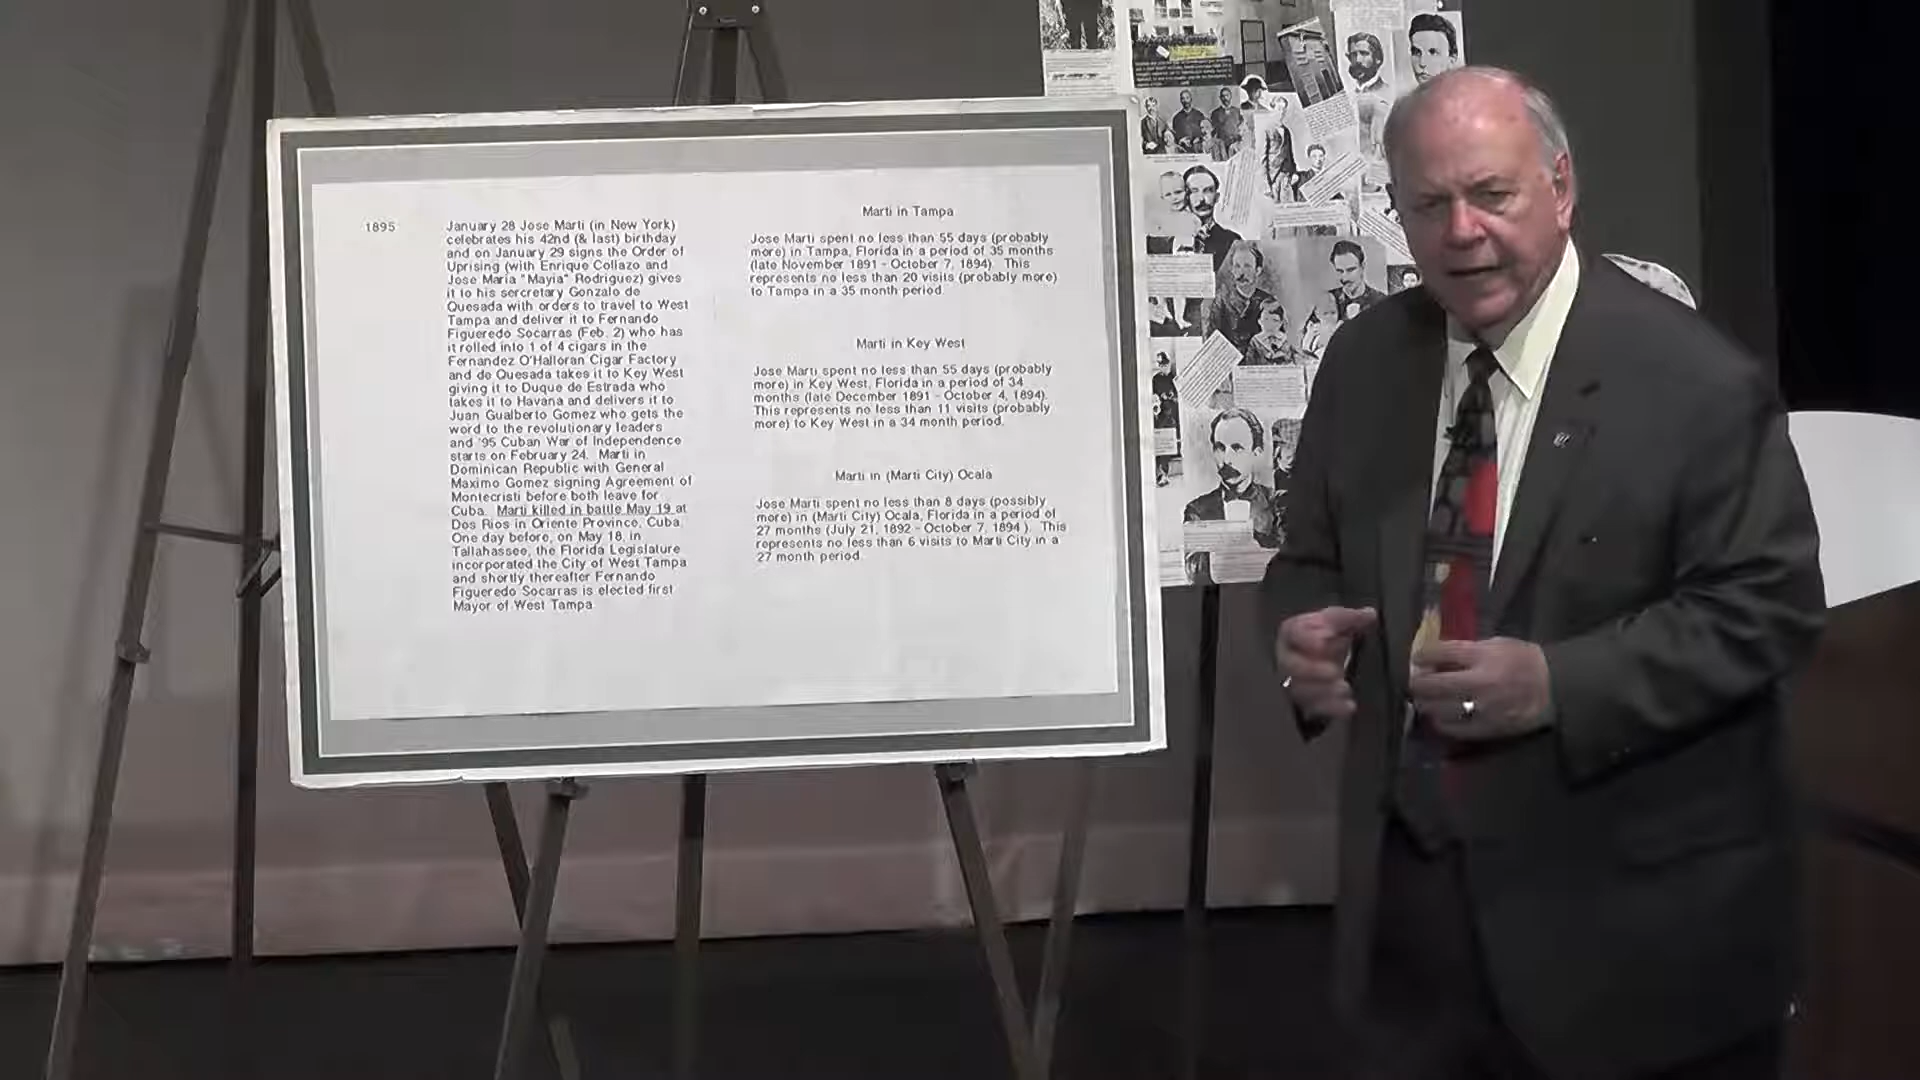 1895
January 28 Jose Marti (in New York)
celebrates his 42nd (& last) birthday
and on January 29 signs the Order of
Uprising (with Enrique Collazo and
Jose Maria "Mayia" Rodriguez) gives
it to his sercretary Gonzalo de
Quesada with orders to travel to West
Tampa and deliver it to Fernando
Figueredo Socarras (Feb. 2) who has
it rolled into 1 of 4 cigars in the
Fernandez O'Halloran Cigar Factory
and de Quesada takes it to Key West
giving it to Duque de Estrada who
takes it to Havana and delivers it to
Juan Gualberto Gomez who gets the
word to the revolutionary leaders
and '95 Cuban War of Independence
starts on February 24. Marti in
Dominican Republic with General
Maximo Gomez signing Agreement of
Montecristi before both leave for
Cuba. Marti killed in battle May 19 at
Dos Rios in Oriente Province, Cuba.
One day before, on May 18, in
Tallahassee, the Florida Legislature
incorporated the City of West Tampa
and shortly thereafter Fernando
Figueredo Socarras is elected first
Mayor of West Tampa
Marti in Tampa
Jose Marti spent no less than 55 days (probably
more) in Tampa, Florida in a period of 35 months
(late November 1891 - October 7, 1894). This
represents no less than 20 visits (probably more)
to Tampa in a 35 month period.
Marti in Key West
Jose Marti spent no less than 55 days (probably
more) in Key West, Florida in a period of 34
months (late December 1891 - October 4, 1894).
This represents no less than 11 visits (probably
more) to Key West in a 34 month period.
Marti in (Marti City) Ocala
Jose Marti spent no less than 8 days (possibly
more) in (Marti City) Ocala, Florida in a period of
27 months (July 21, 1892 - October 7, 1894 ). This
represents no less than 6 visits to Marti City in a
27 month period.